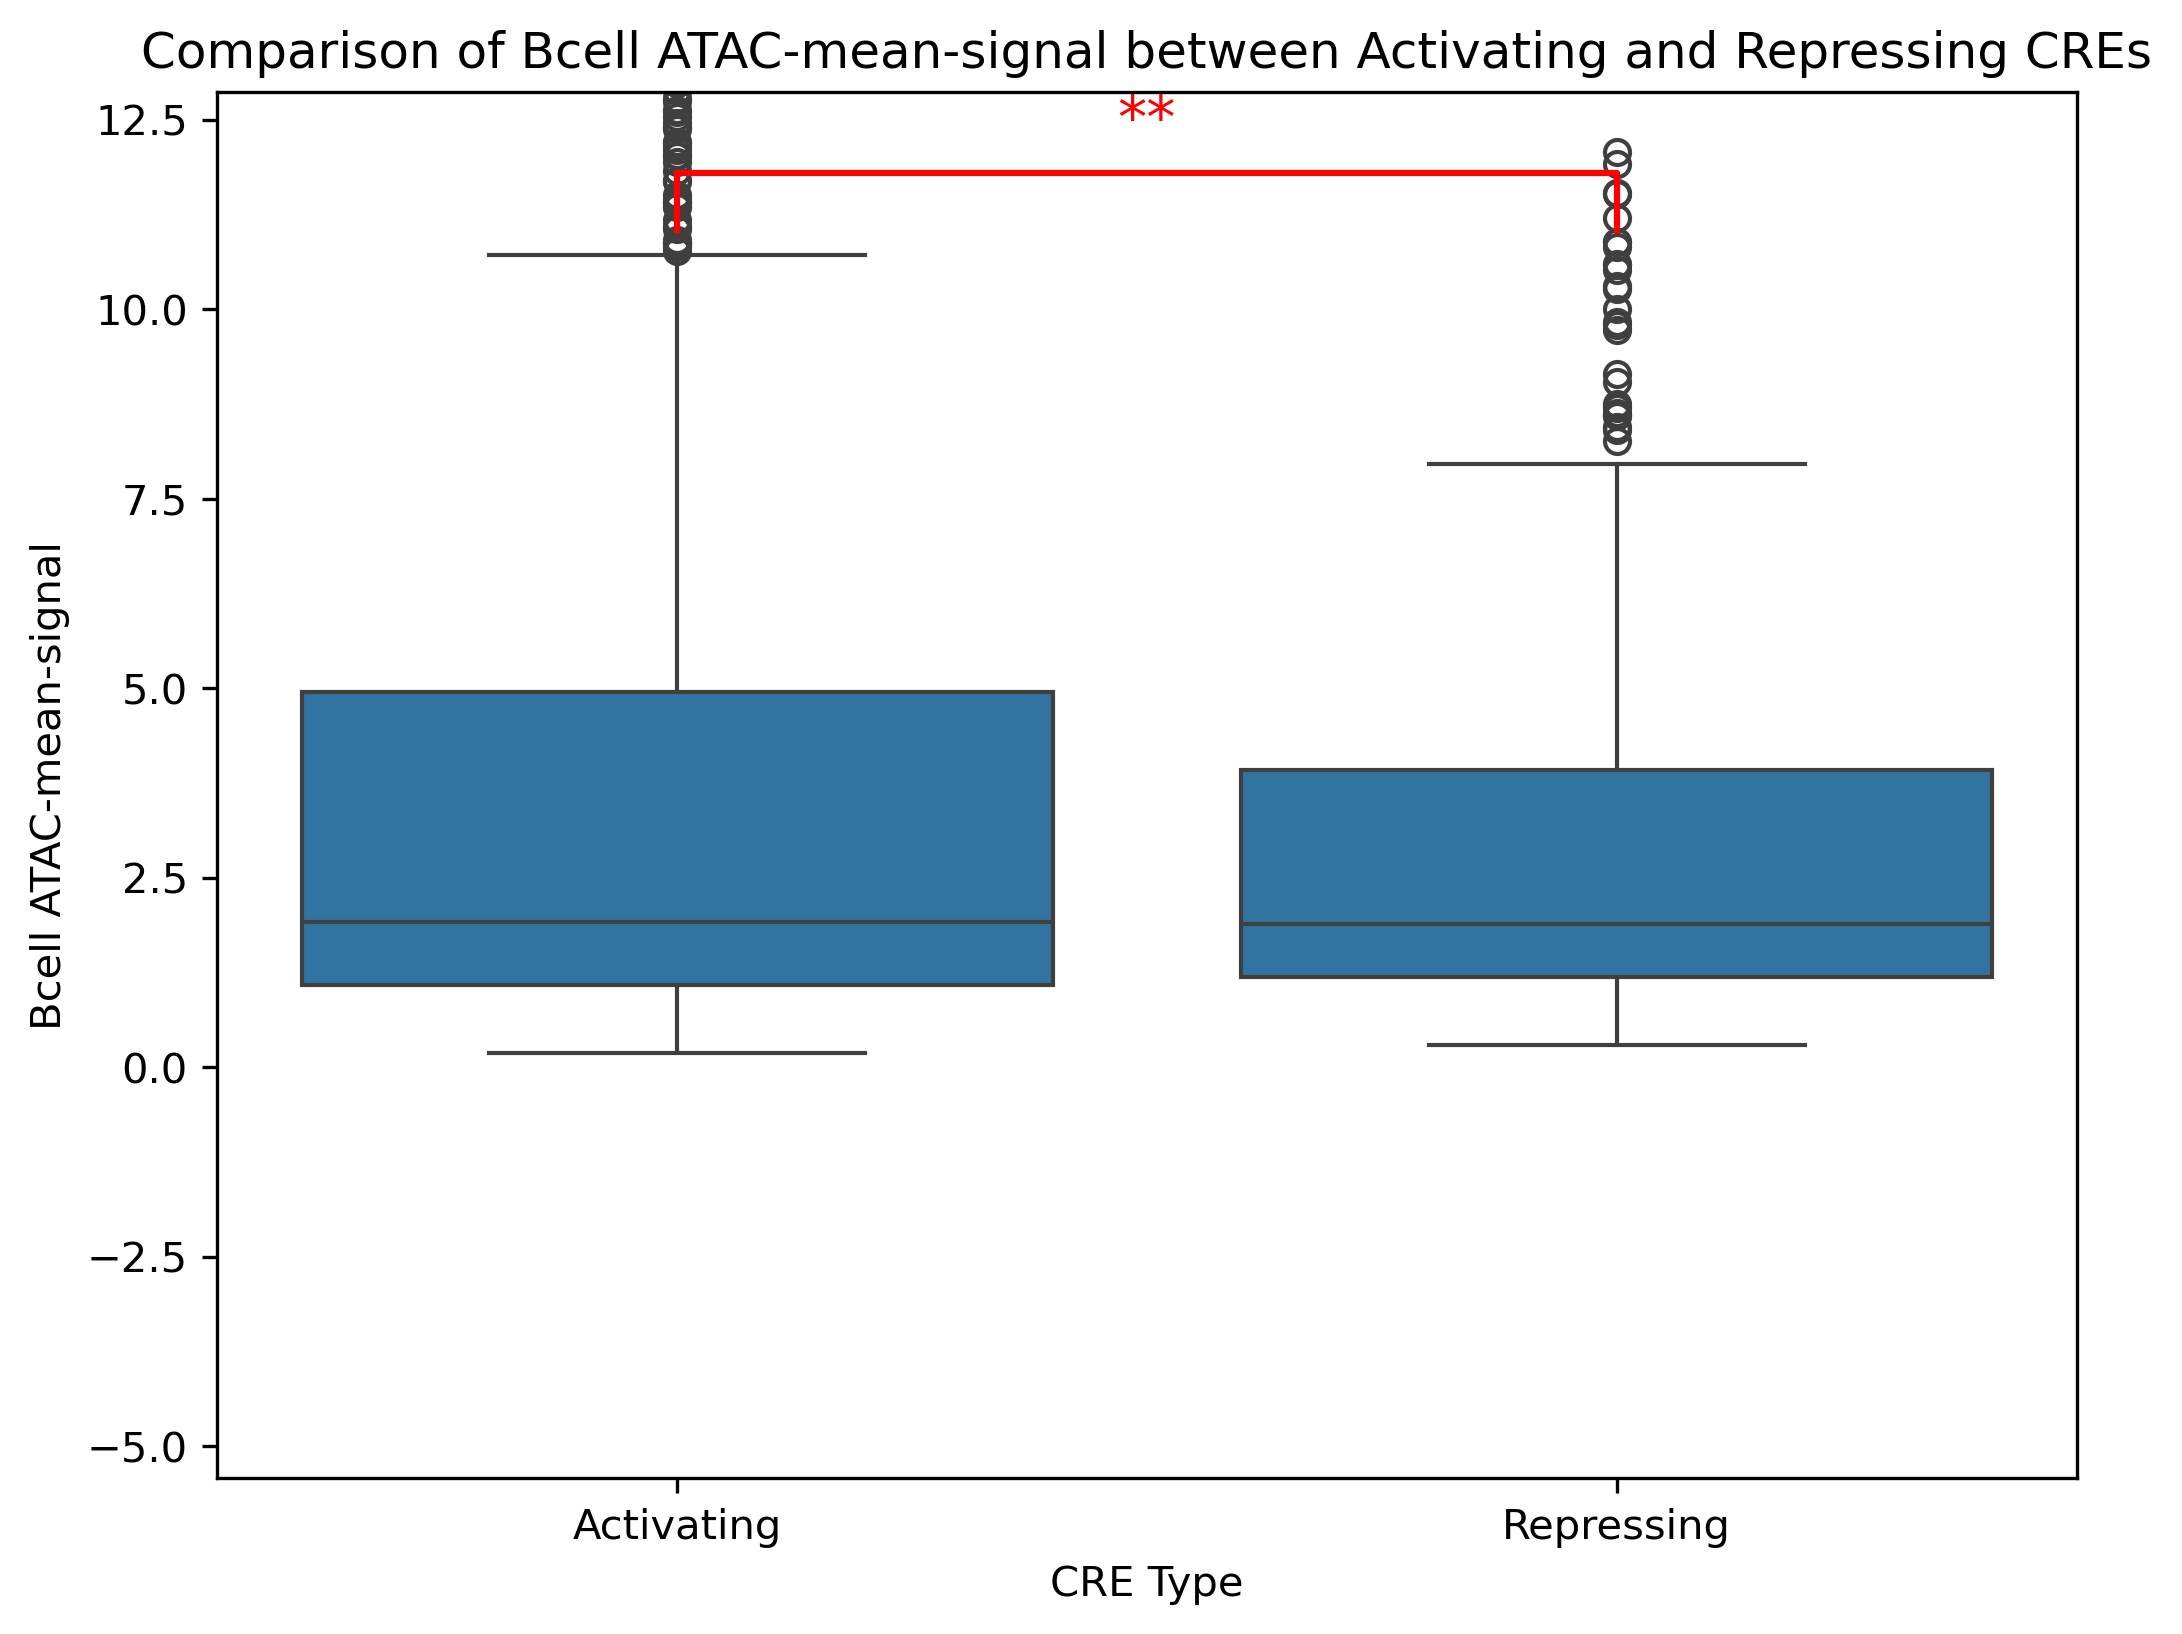 Comparison of Bcell ATAC-mean-signal between Activating and Repressing CREs
**
12.5
10.0
7.5
5.0
2.5
0.0
−2.5
−5.0
Bcell ATAC-mean-signal
Activating
Repressing
CRE Type